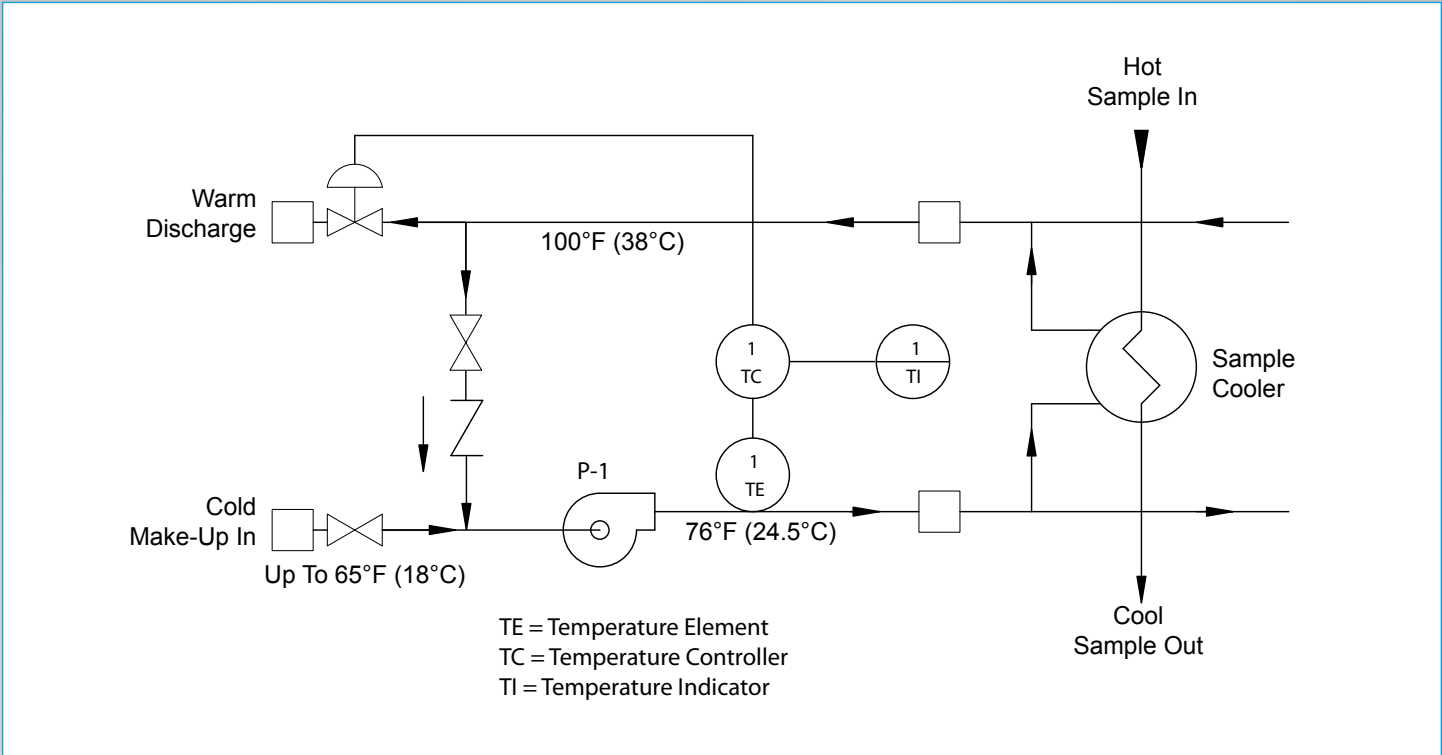 Hot
Sample In
Warm
Discharge
100°F (38°C)
1
TC
1
TI
Sample
Cooler
1
TE
P-1
Cold
Make-Up In
76°F (24.5°C)
Up To 65°F (18°C)
Cool
Sample Out
TE = Temperature Element
TC = Temperature Controller
TI = Temperature Indicator